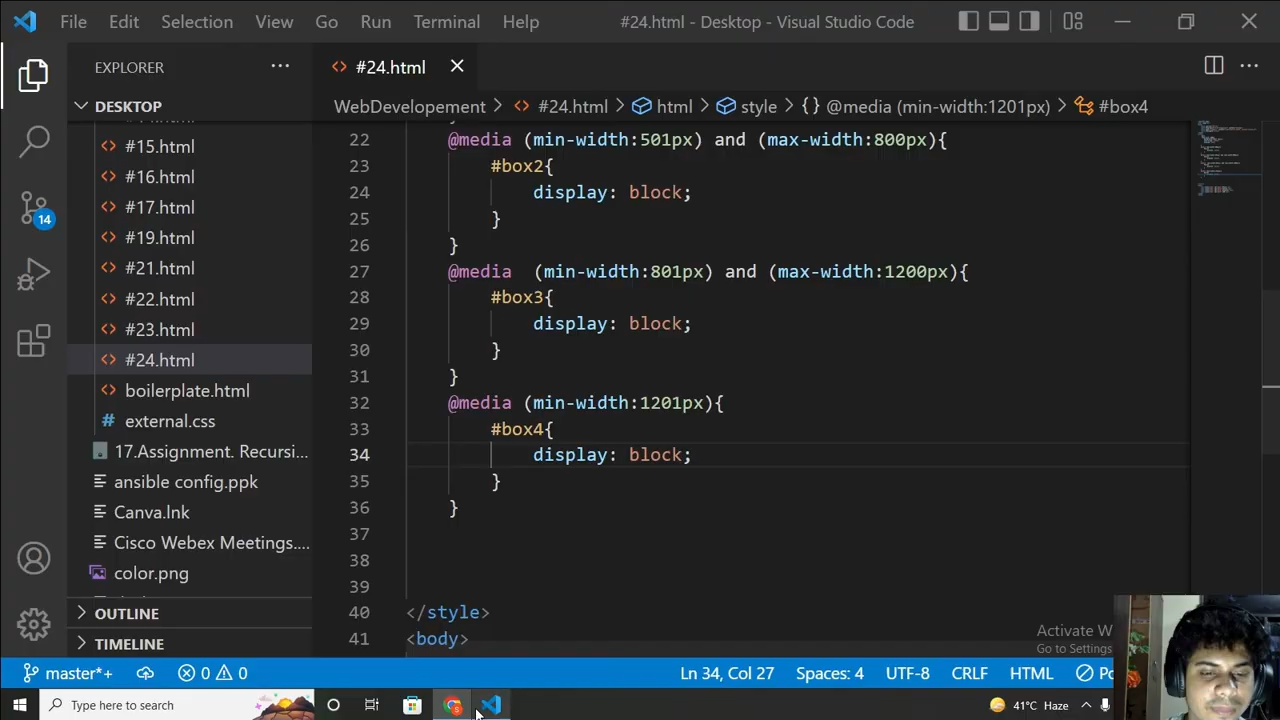 File Edit Selection View Go Run Terminal Help #24.html - Desktop - Visual Studio Code
EXPLORER
#24.html
DESKTOP
WebDevelopement > #24.html > html > style > {} @media (min-width:1201px) > #box4
#15.html
#16.html
#17.html
#19.html
#21.html
#22.html
#23.html
#24.html
boilerplate.html
# external.css
17.Assignment. Recursi...
ansible config.ppk
Canva.lnk
Cisco Webex Meetings....
color.png
OUTLINE
TIMELINE
14
22 @media (min-width:501px) and (max-width:800px){
23 #box2{
24 display: block;
25 }
26 }
27 @media (min-width:801px) and (max-width:1200px){
28 #box3{
29 display: block;
30 }
31 }
32 @media (min-width:1201px){
33 #box4{
34 display: block;
35 }
36 }
37
38
39
40 </style>
41 <body>
Activate W
Go to Settings
master*+ 0 0 Ln 34, Col 27 Spaces: 4 UTF-8 CRLF HTML
Type here to search 41°C Haze